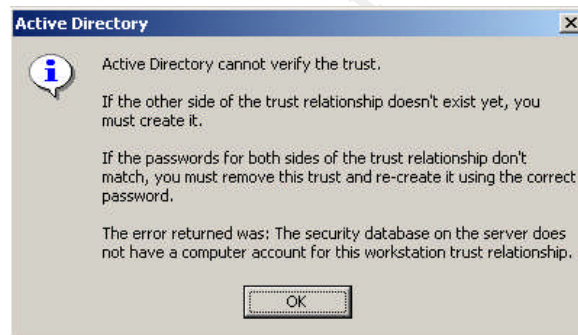 Active Directory
Active Directory cannot verify the trust.
If the other side of the trust relationship doesn't exist yet, you
must create it.
If the passwords for both sides of the trust relationship don't
match, you must remove this trust and re-create it using the correct
password.
The error returned was: The security database on the server does
not have a computer account for this workstation trust relationship.
OK